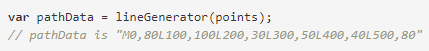 var pathData = lineGenerator(points);
// pathData is "M0,80L100,100L200,30L300,50L400,40L500,80"